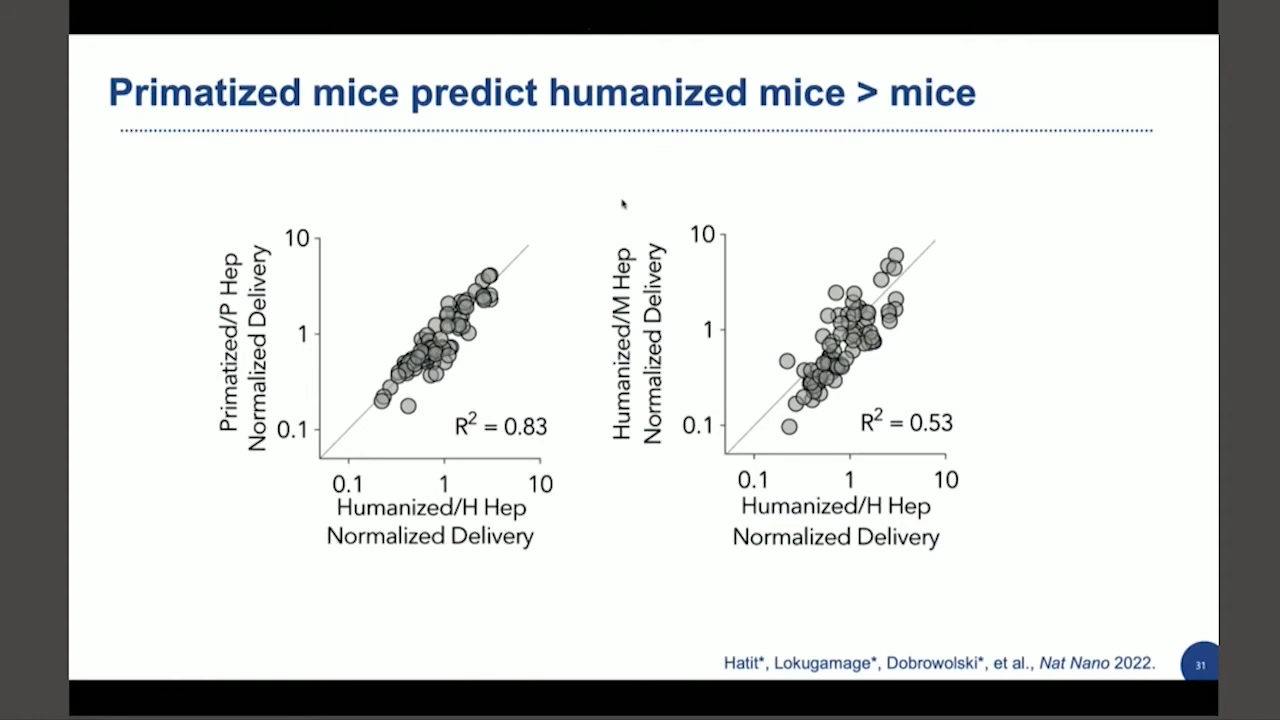 Primatized mice predict humanized mice > mice
Primatized/P Hep
Normalized Delivery
10
1
0.1
R² = 0.83
0.1 1 10
Humanized/H Hep
Normalized Delivery
Humanized/M Hep
Normalized Delivery
10
1
0.1
R² = 0.53
0.1 1 10
Humanized/H Hep
Normalized Delivery
Hatit*, Lokugamage*, Dobrowolski*, et al., Nat Nano 2022.
31